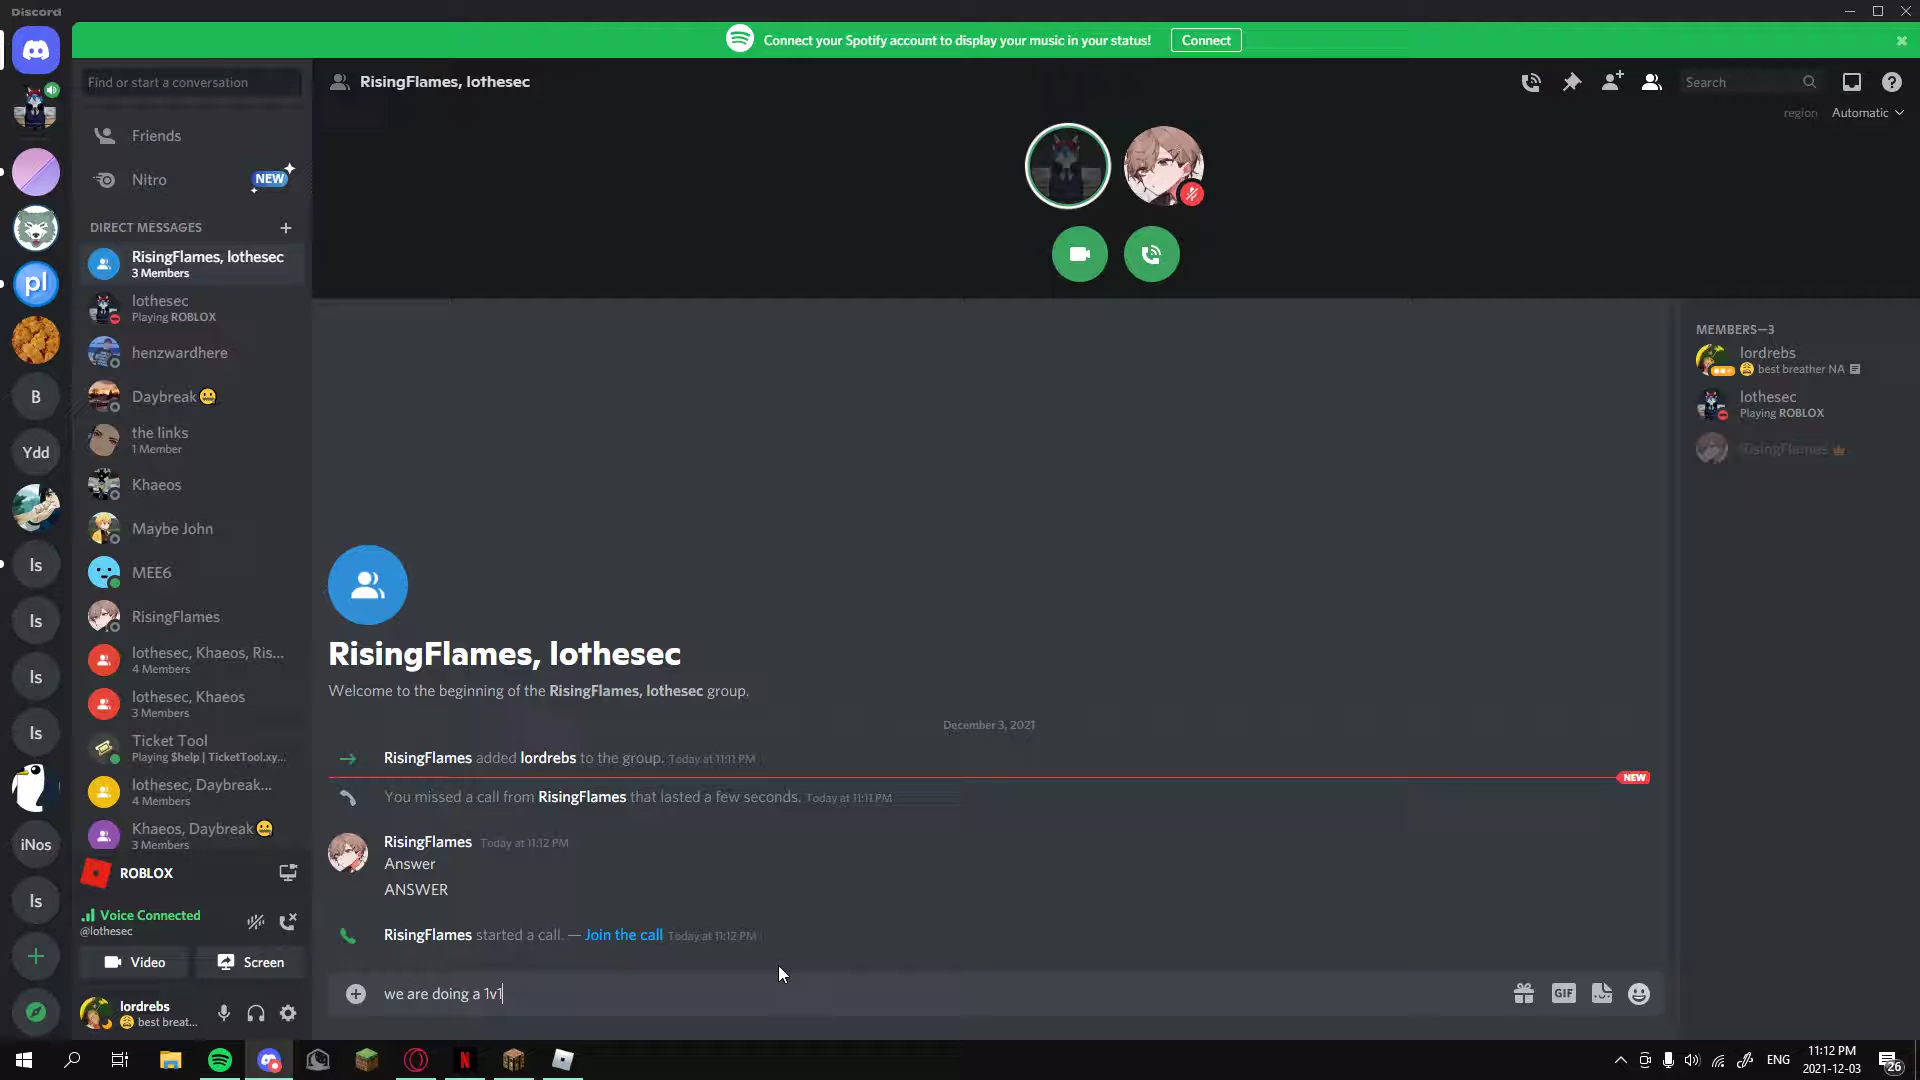 Discord
Connect your Spotify account to display your music in your status!
Connect
Find or start a conversation
RisingFlames, lothesec
Search
region
Automatic
Friends
Nitro
NEW
DIRECT MESSAGES
RisingFlames, lothesec
3 Members
lothesec
Playing ROBLOX
henzwardhere
Daybreak🤐
the links
1 Member
Khaeos
Maybe John
MEE6
RisingFlames
lothesec, Khaeos, Ris...
4 Members
lothesec, Khaeos
3 Members
Ticket Tool
Playing $help | TicketTool.xy...
lothesec, Daybreak...
4 Members
Khaeos, Daybreak🤐
3 Members
pl
B
Ydd
ls
ls
ls
ls
iNos
ls
RisingFlames, lothesec
Welcome to the beginning of the RisingFlames, lothesec group.
December 3, 2021
RisingFlames added lordrebs to the group. Today at 11:11 PM
NEW
You missed a call from RisingFlames that lasted a few seconds. Today at 11:11 PM
RisingFlames Today at 11:12 PM
Answer
ANSWER
RisingFlames started a call. — Join the call Today at 11:12 PM
we are doing a 1v1
GIF
MEMBERS—3
lordrebs
😩 best breather NA
lothesec
Playing ROBLOX
RisingFlames
ROBLOX
Voice Connected
@lothesec
Video
Screen
lordrebs
😩 best breat...
N
ENG
11:12 PM
2021-12-03
26